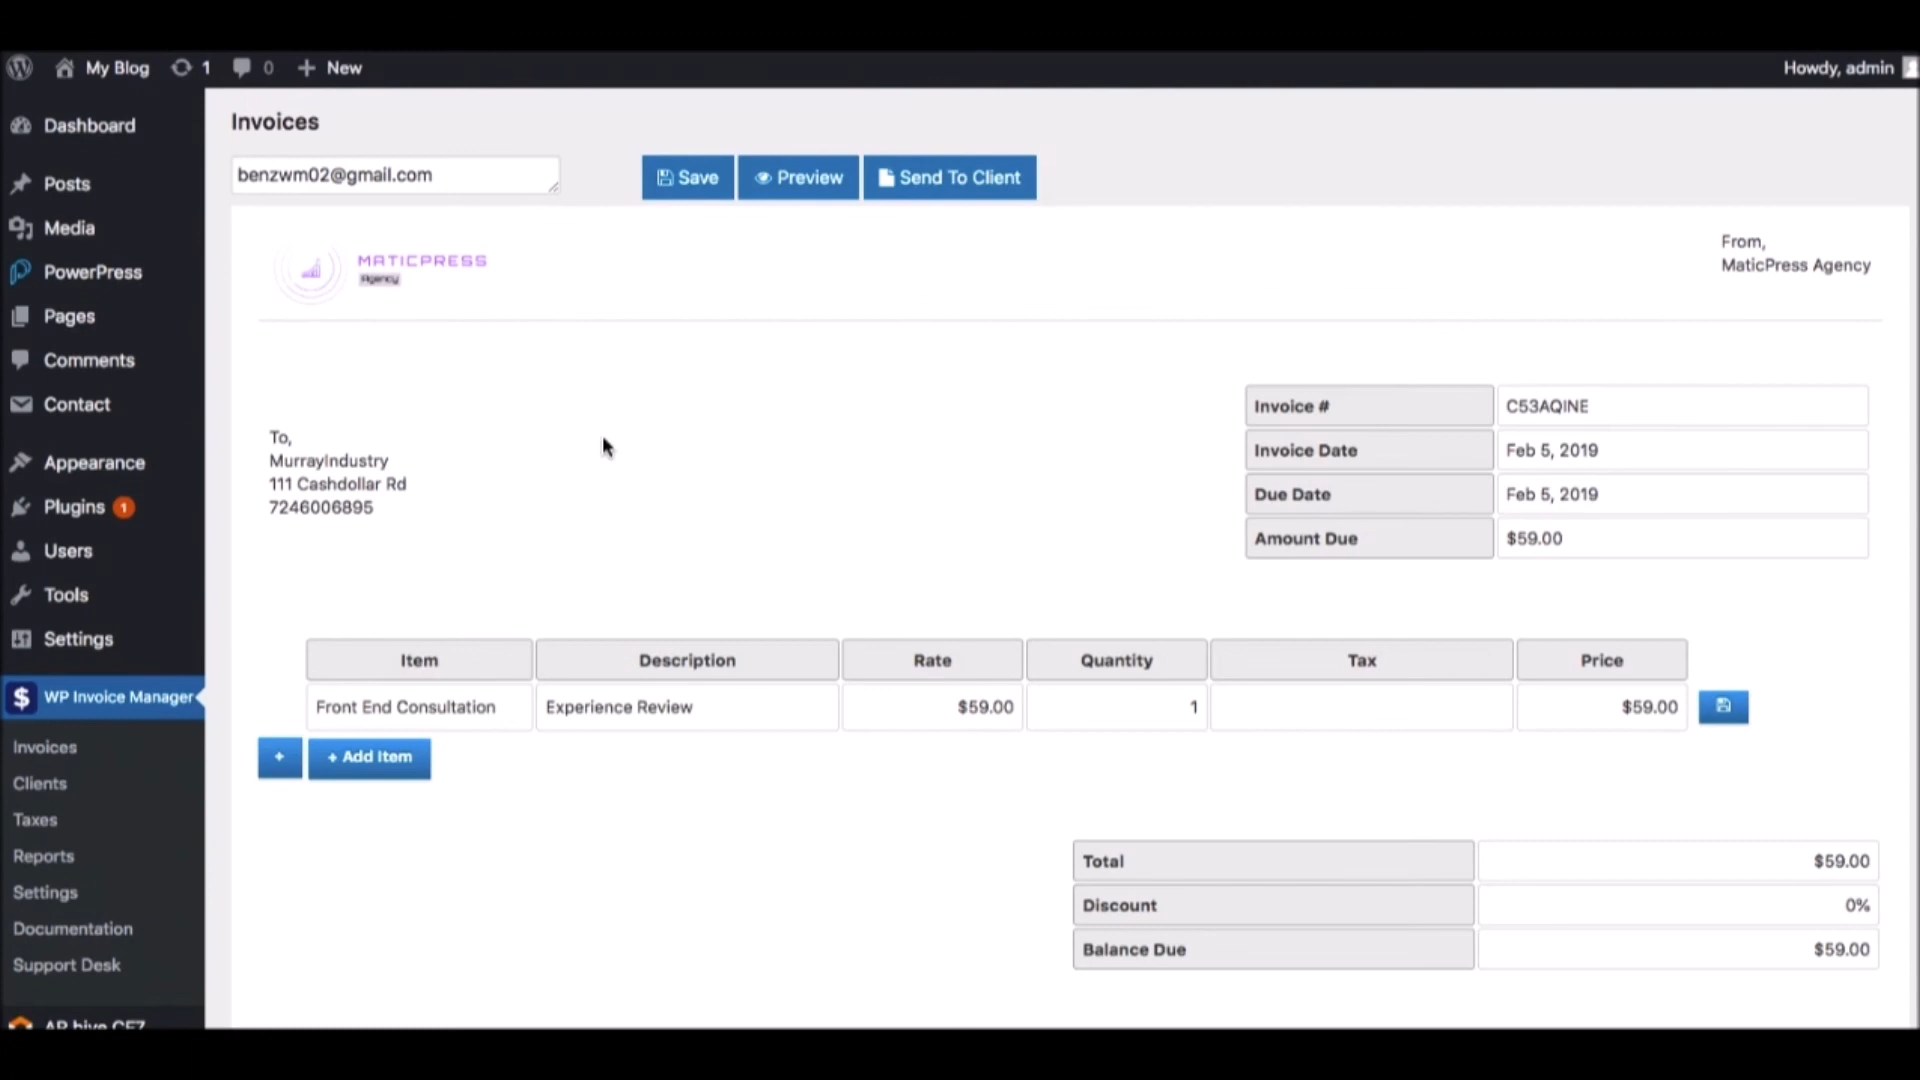 My Blog 1 0 + New Howdy, admin
Dashboard
Posts
Media
PowerPress
Pages
Comments
Contact
Appearance
Plugins 1
Users
Tools
Settings
WP Invoice Manager
Invoices
Clients
Taxes
Reports
Settings
Documentation
Support Desk
Invoices
benzwm02@gmail.com
Save Preview Send To Client
MATICPRESS
Agency
From,
MaticPress Agency
To,
MurrayIndustry
111 Cashdollar Rd
7246006895
Invoice # C53AQINE
Invoice Date Feb 5, 2019
Due Date Feb 5, 2019
Amount Due $59.00
Item Description Rate Quantity Tax Price
Front End Consultation Experience Review $59.00 1 $59.00
+ + Add Item
Total $59.00
Discount 0%
Balance Due $59.00